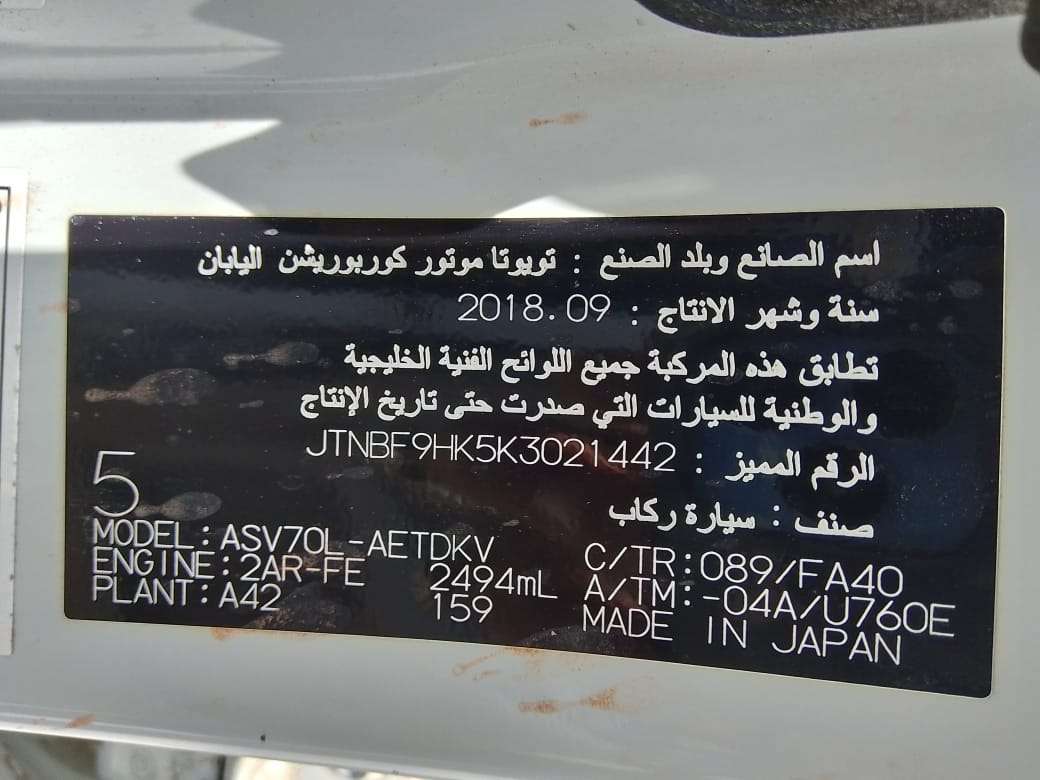 اسم الصانع وبلد الصنع : تويوتا موتور كوربوريشن اليابان
سنة وشهر الانتاج : 2018.09
تطابق هذه المركبة جميع اللوائح الفنية الخليجية
والوطنية للسيارات التي صدرت حتى تاريخ الإنتاج
الرقم المميز : JTNBF9HK5K3021442
صنف : سيارة ركاب
5
MODEL:ASV70L-AETDKV C/TR:089/FA40
ENGINE:2AR-FE 2494mL A/TM:-04A/U760E
PLANT:A42 159 MADE IN JAPAN